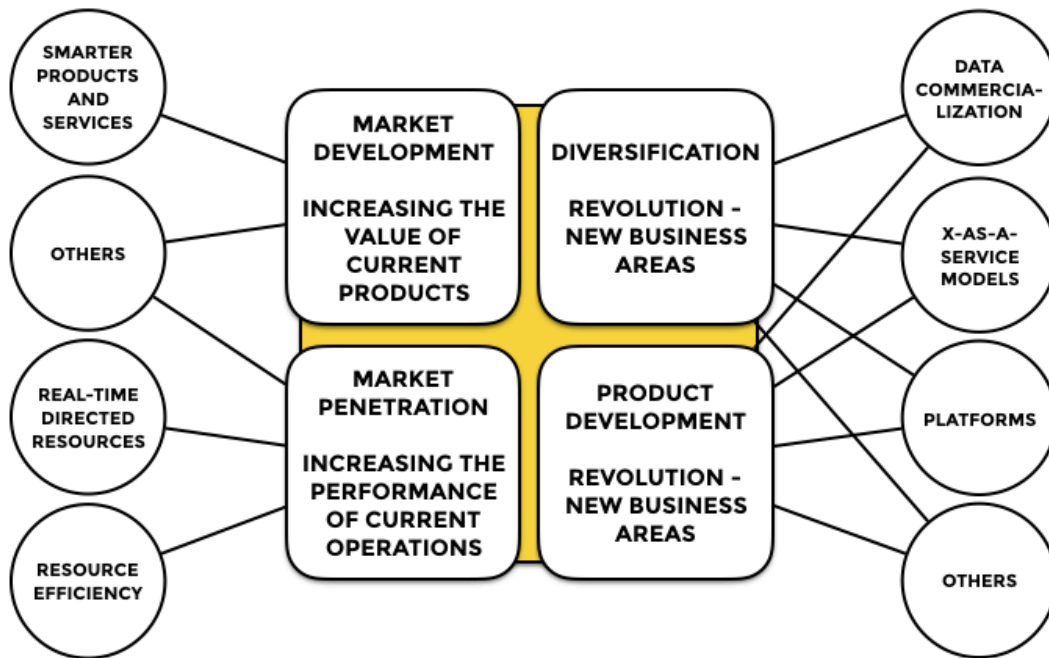 SMARTER
PRODUCTS
AND
SERVICES
OTHERS
REAL-TIME
DIRECTED
RESOURCES
RESOURCE
EFFICIENCY
MARKET
DEVELOPMENT
INCREASING THE
VALUE OF
CURRENT
PRODUCTS
DIVERSIFICATION
REVOLUTION -
NEW BUSINESS
AREAS
MARKET
PENETRATION
INCREASING THE
PERFORMANCE
OF CURRENT
OPERATIONS
PRODUCT
DEVELOPMENT
REVOLUTION -
NEW BUSINESS
AREAS
DATA
COMMERCIA-
LIZATION
X-AS-A-
SERVICE
MODELS
PLATFORMS
OTHERS